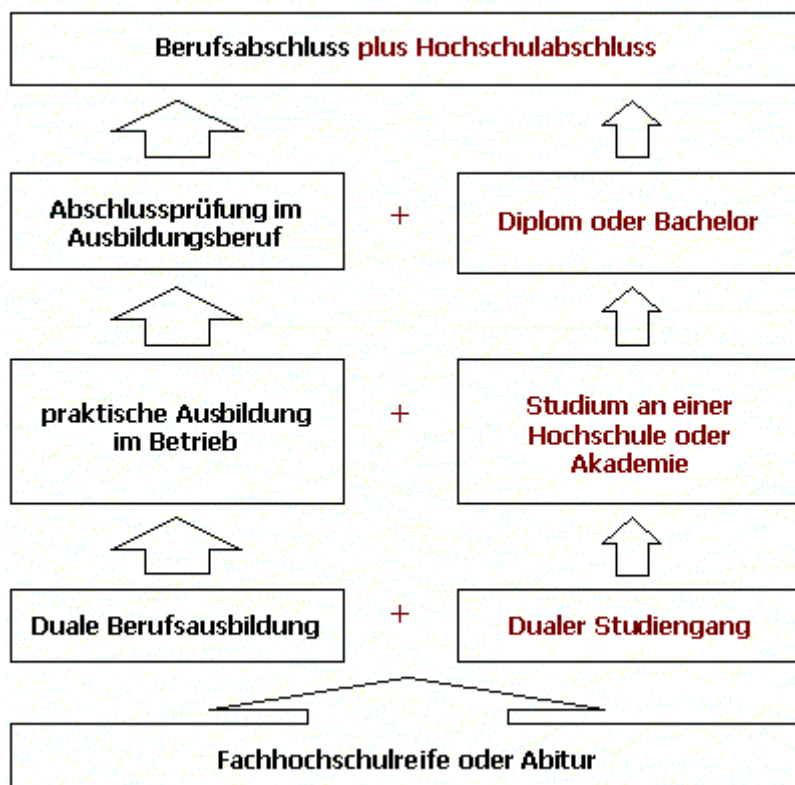 Berufsabschluss plus Hochschulabschluss
Abschlussprüfung im
Ausbildungsberuf
+
Diplom oder Bachelor
praktische Ausbildung
im Betrieb
+
Studium an einer
Hochschule oder
Akademie
Duale Berufsausbildung
+
Dualer Studiengang
Fachhochschulreife oder Abitur